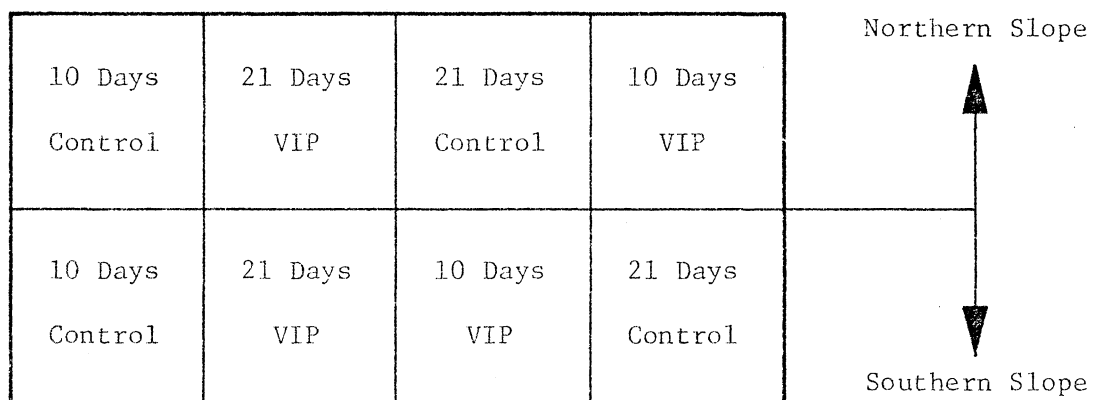 Northern Slope
10 Days 21 Days 21 Days 10 Days
Control VIP Control VIP
10 Days 21 Days 10 Days 21 Days
Control VIP VIP Control
Southern Slope